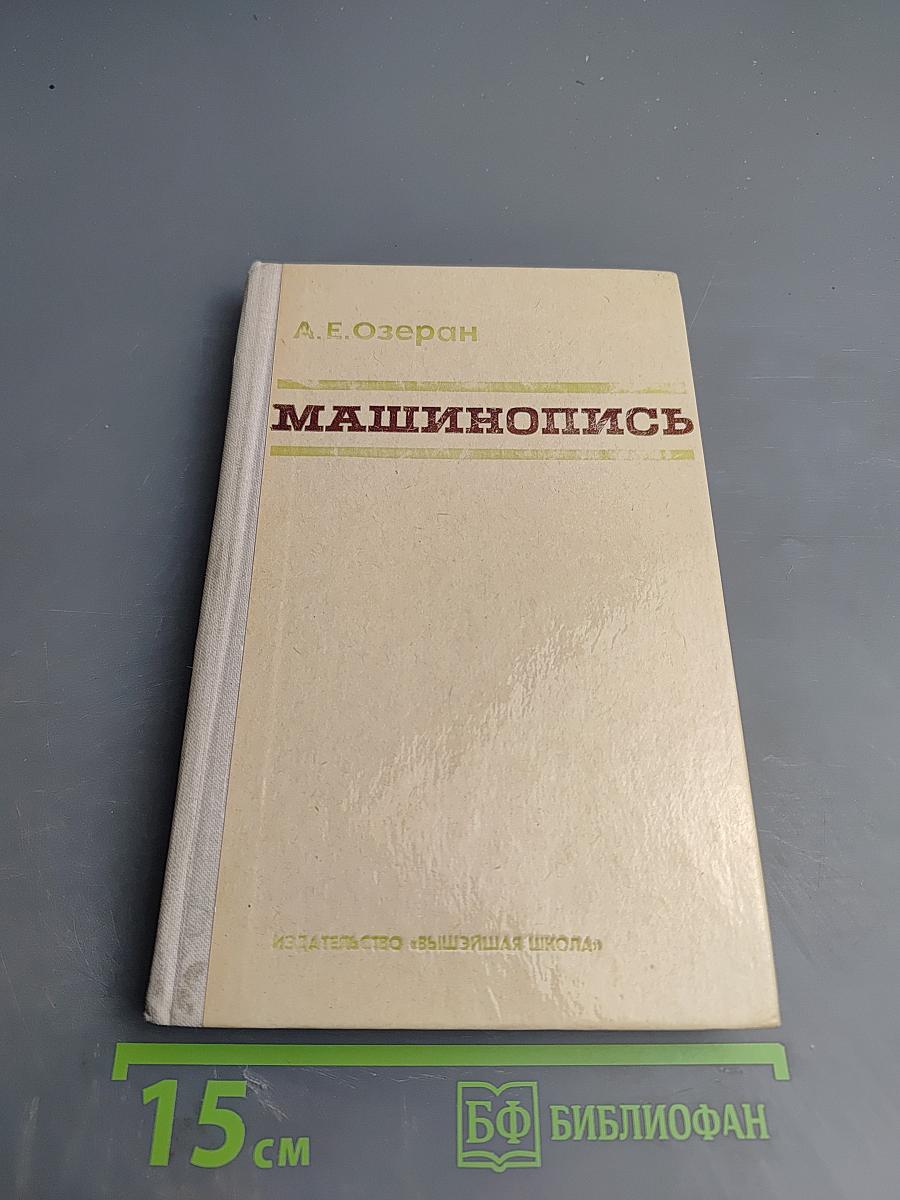 А.Е.Озеран
МАШИНОПИСЬ
ИЗДАТЕЛЬСТВО «ВЫШЭЙШАЯ ШКОЛА»
15 см
БФ БИБЛИОФАН